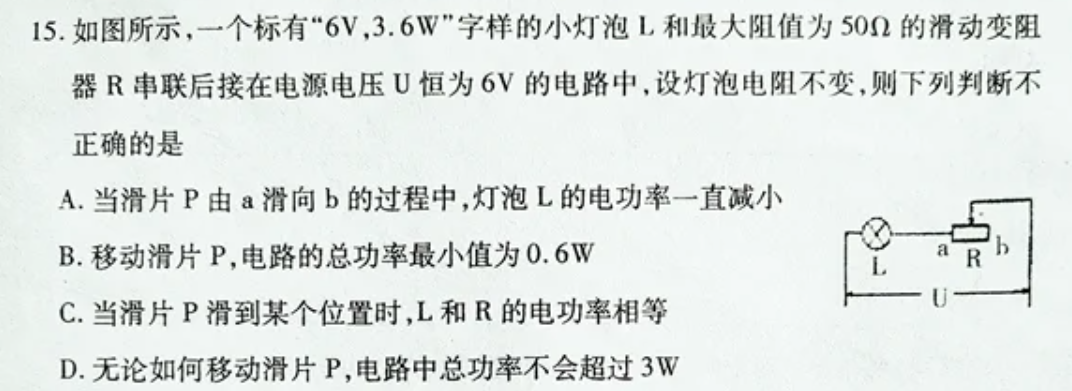 15. 如图所示,一个标有“6V,3.6W”字样的小灯泡 L 和最大阻值为 50Ω 的滑动变阻
器 R 串联后接在电源电压 U 恒为 6V 的电路中,设灯泡电阻不变,则下列判断不
正确的是
A. 当滑片 P 由 a 滑向 b 的过程中,灯泡 L 的电功率一直减小
B. 移动滑片 P,电路的总功率最小值为 0.6W
C. 当滑片 P 滑到某个位置时,L 和 R 的电功率相等
D. 无论如何移动滑片 P,电路中总功率不会超过 3W
L
a R b
U